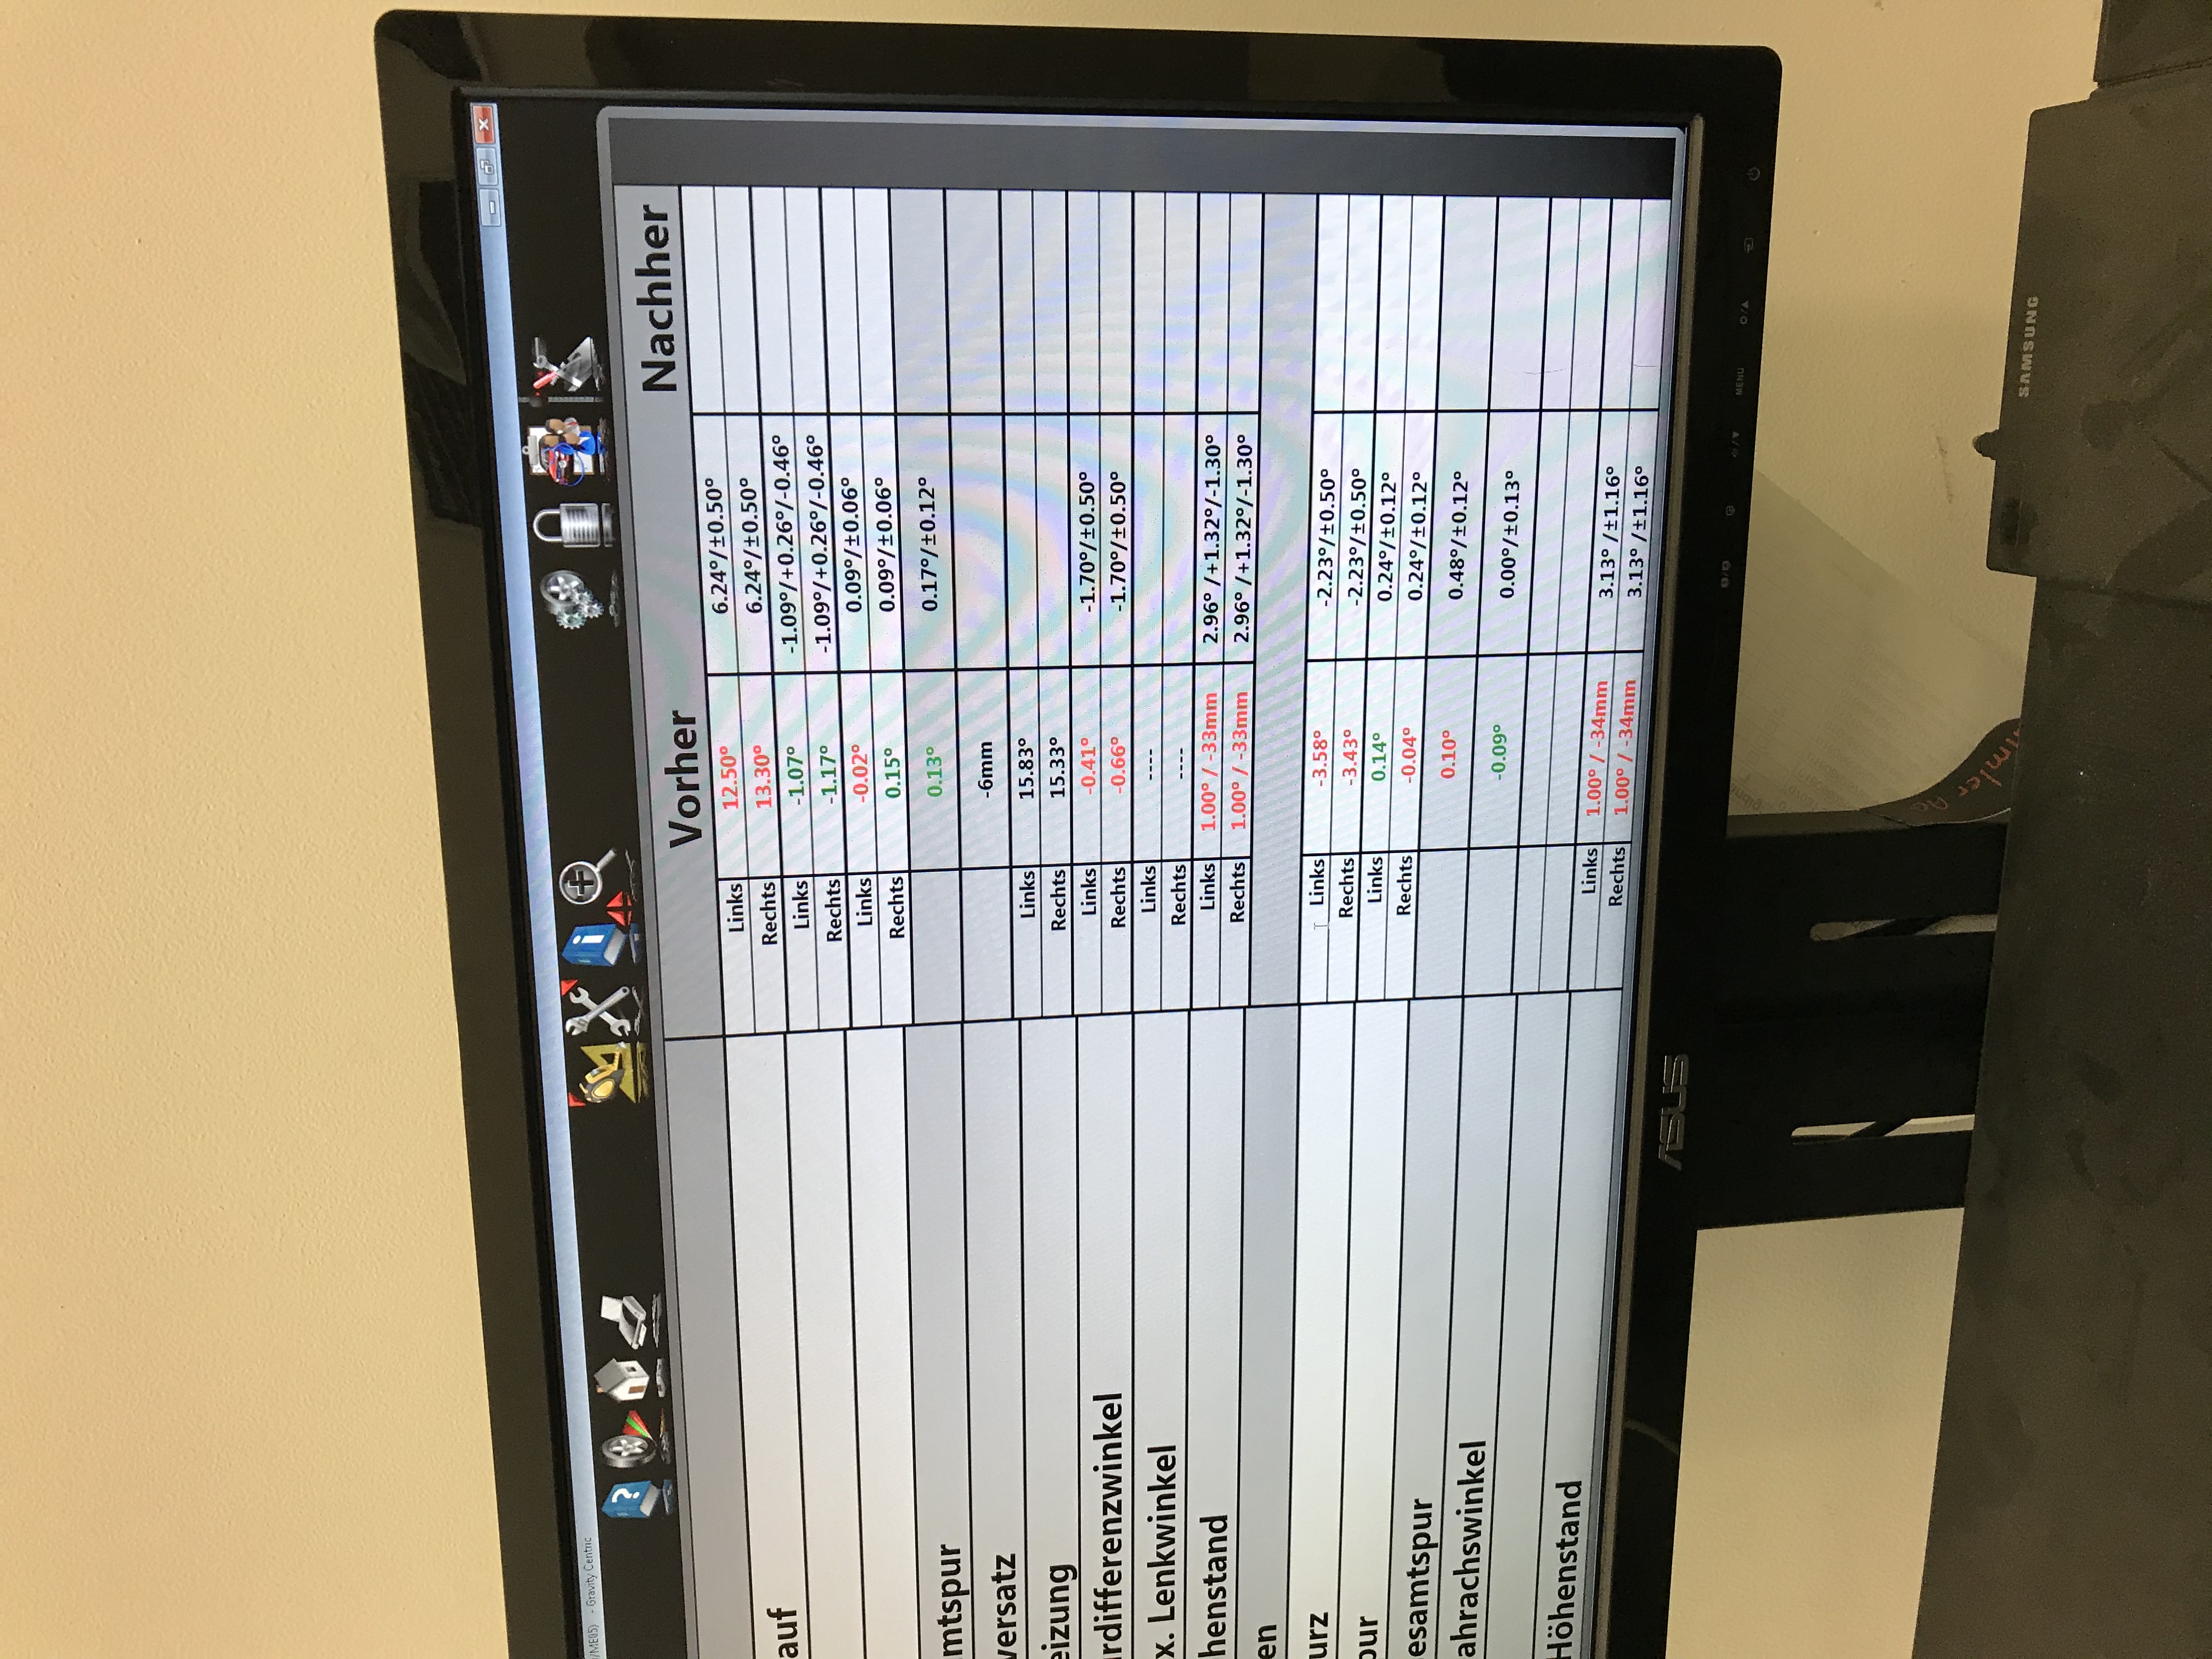 /ME05) - Gravity Centric
Vorher Nachher
auf Links 12.50° 6.24°/±0.50°
Rechts 13.30° 6.24°/±0.50°
Links -1.07° -1.09°/+0.26°/-0.46°
Rechts -1.17° -1.09°/+0.26°/-0.46°
Links -0.02° 0.09°/±0.06°
Rechts 0.15° 0.09°/±0.06°
mtspur 0.13° 0.17°/±0.12°
versatz -6mm
eizung Links 15.83°
Rechts 15.33°
rdifferenzwinkel Links -0.41° -1.70°/±0.50°
Rechts -0.66° -1.70°/±0.50°
x. Lenkwinkel Links ----
Rechts ----
henstand Links 1.00° / -33mm 2.96° /+1.32°/-1.30°
Rechts 1.00° / -33mm 2.96° /+1.32°/-1.30°
en
urz Links -3.58° -2.23°/±0.50°
Rechts -3.43° -2.23°/±0.50°
pur Links 0.14° 0.24°/±0.12°
Rechts -0.04° 0.24°/±0.12°
esamtspur 0.10° 0.48°/±0.12°
ahrachswinkel -0.09° 0.00°/±0.13°
Höhenstand Links 1.00° / -34mm 3.13° /±1.16°
Rechts 1.00° / -34mm 3.13° /±1.16°
ASUS
MENU
SAMSUNG